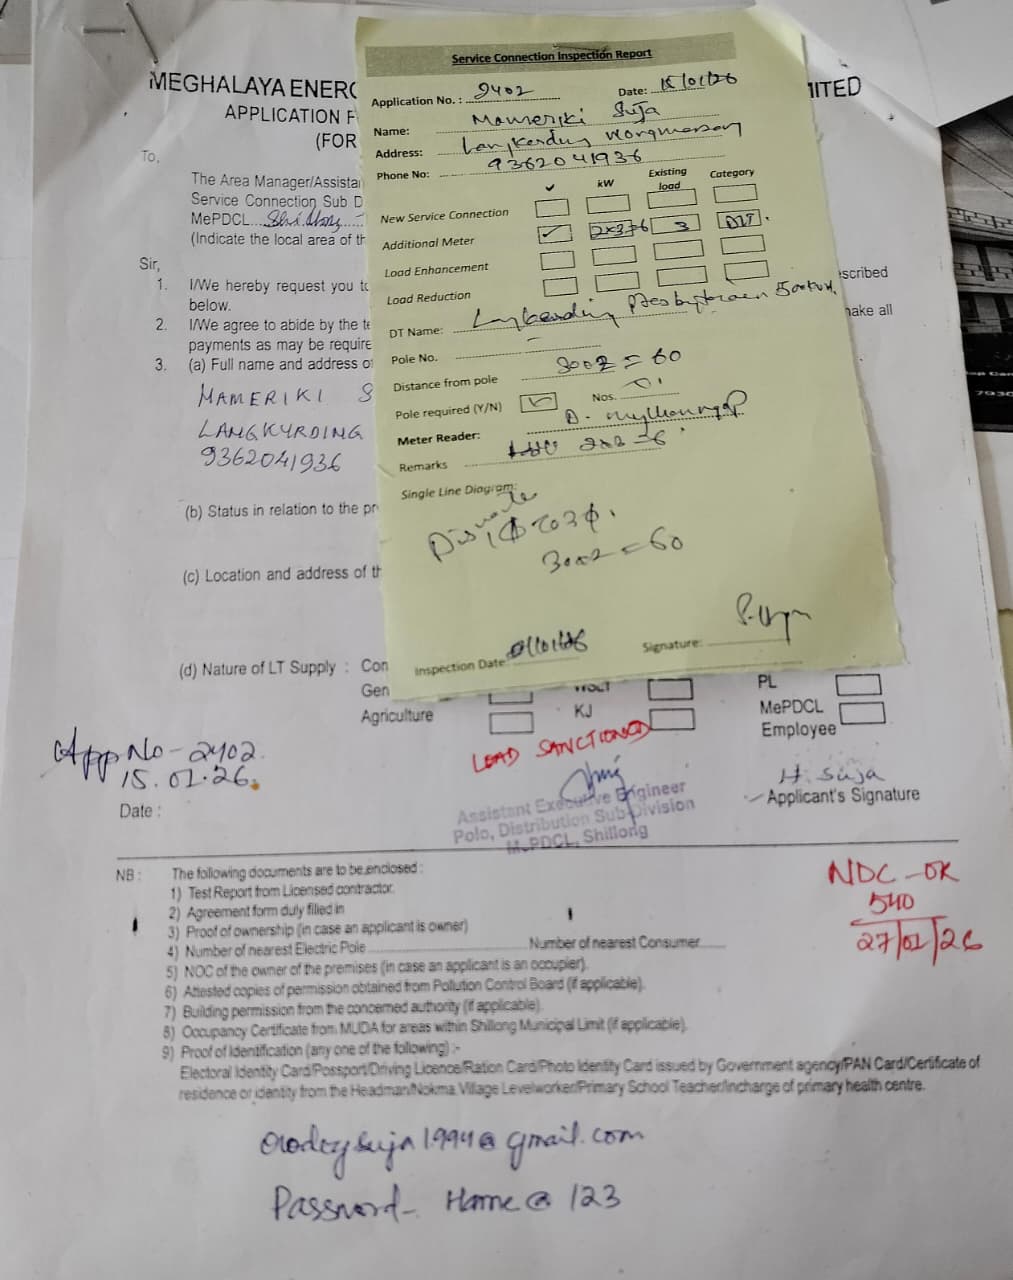 MEGHALAYA ENERG
MITED
APPLICATION F
(FOR
To,
The Area Manager/Assista
Service Connection Sub D
MePDCL
(Indicate the local area of th
Sir,
1. I/We hereby request you to
scribed
below.
2. I/We agree to abide by the te
make all
payments as may be require
3. (a) Full name and address o
MAMERIKI S
LANGKYRDING
9362041936
(b) Status in relation to the pr
(c) Location and address of th
(d) Nature of LT Supply : Con
Gen
Agriculture
KJ
PL
MePDCL
Employee
Service Connection Inspection Report
Application No. : 2402 Date: 15/01/26
Name: Mameriki Suja
Address:
Phone No: 9362041936
✓ kW Existing load Category
New Service Connection
Additional Meter ✓ 2x3=6 3 DLT
Load Enhancement
Load Reduction
DT Name:
Pole No.
Distance from pole = 60
Pole required (Y/N) Nos.
Meter Reader:
Remarks
Single Line Diagram:
= 60
Inspection Date:
Signature:
App No - 2402
15.01.26.
Date :
LOAD SANCTIONED
Assistant Executive Engineer
Polo, Distribution Sub-Division
MePDCL, Shillong
H. Suja
Applicant's Signature
NDC - OK
540
27/01/26
NB : The following documents are to be enclosed :
1) Test Report from Licensed contractor.
2) Agreement form duly filled in
3) Proof of ownership (in case an applicant is owner)
4) Number of nearest Electric Pole Number of nearest Consumer
5) NOC of the owner of the premises (in case an applicant is an occupier).
6) Attested copies of permission obtained from Pollution Control Board (if applicable).
7) Building permission from the concerned authority (if applicable).
8) Occupancy Certificate from MUDA for areas within Shillong Municipal Limit (if applicable).
9) Proof of Identification (any one of the following) :-
Electoral Identity Card/Possport/Driving Licence/Ration Card/Photo Identity Card issued by Government agency/PAN Card/Certificate of
residence or identity from the Headman/Nokma Village Levelworker/Primary School Teacher/Incharge of primary health centre.
@gmail.com
Password - Home@123